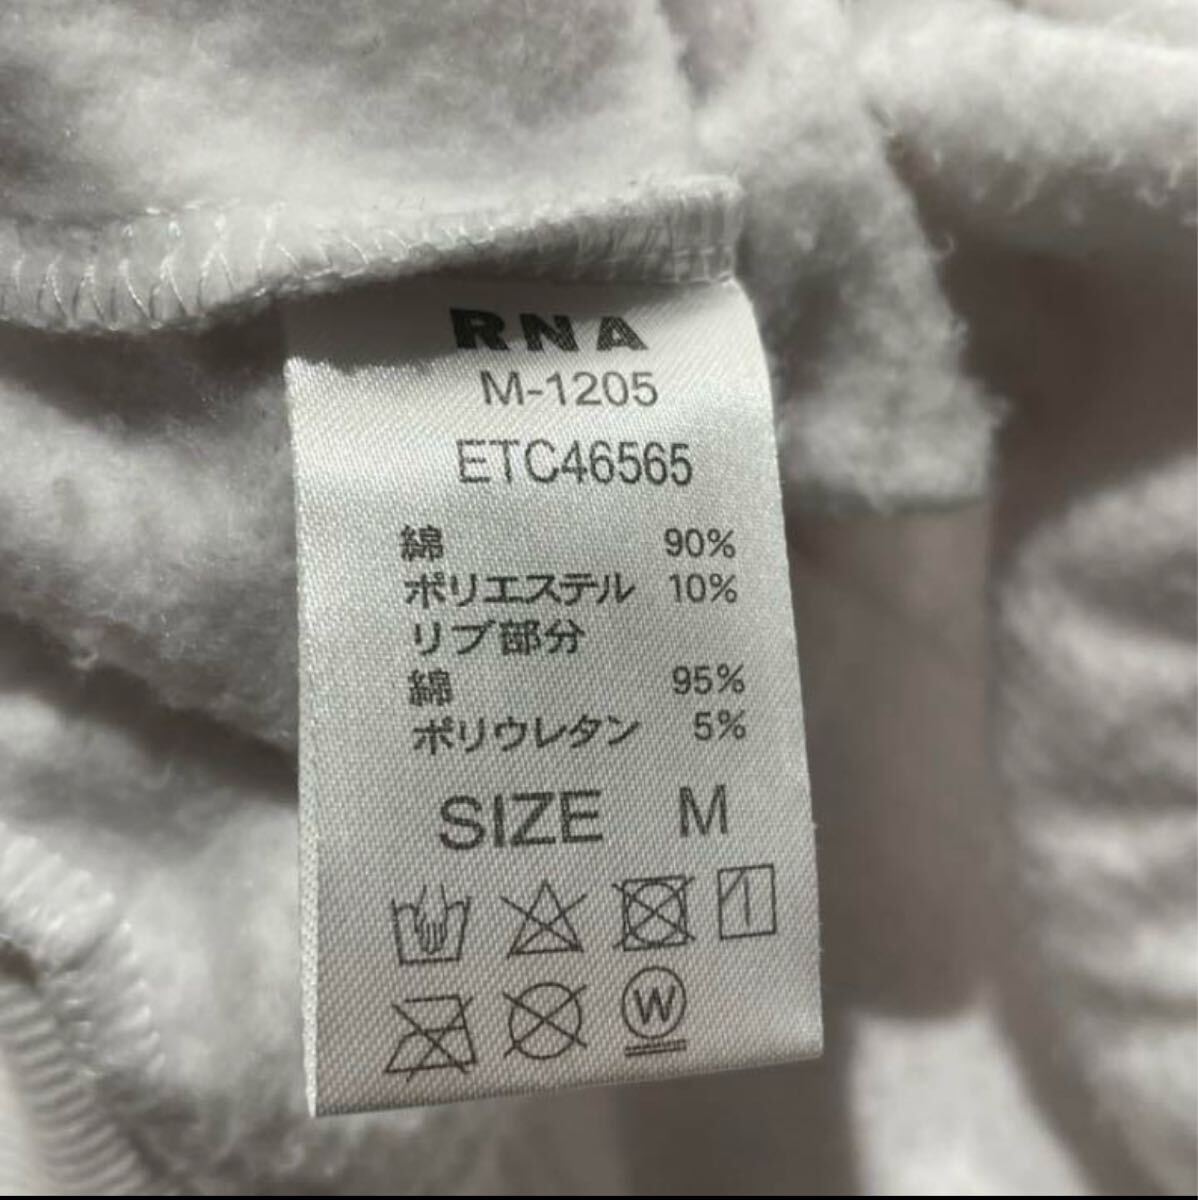 RNA
M-1205
ETC46565
綿 90%
ポリエステル 10%
リブ部分
綿 95%
ポリウレタン 5%
SIZE M
W